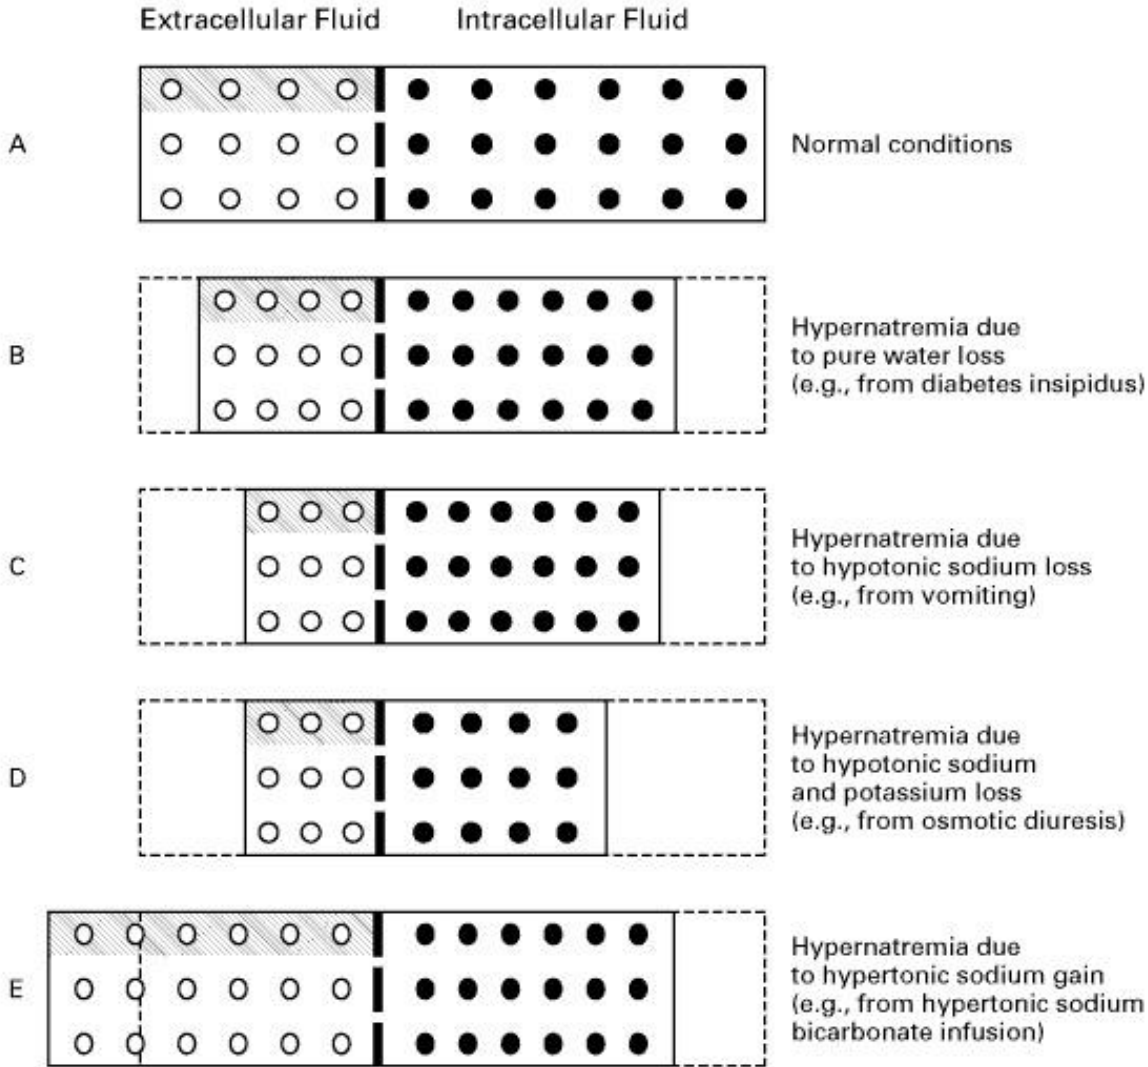 Extracellular Fluid
Intracellular Fluid
A
Normal conditions
B
Hypernatremia due
to pure water loss
(e.g., from diabetes insipidus)
C
Hypernatremia due
to hypotonic sodium loss
(e.g., from vomiting)
D
Hypernatremia due
to hypotonic sodium
and potassium loss
(e.g., from osmotic diuresis)
E
Hypernatremia due
to hypertonic sodium gain
(e.g., from hypertonic sodium
bicarbonate infusion)